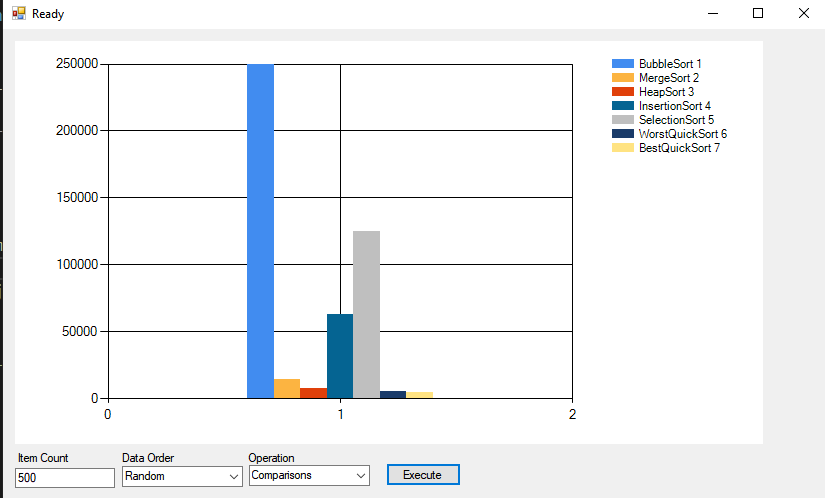 Ready
250000
200000
150000
100000
50000
0
0 1 2
BubbleSort 1
MergeSort 2
HeapSort 3
InsertionSort 4
SelectionSort 5
WorstQuickSort 6
BestQuickSort 7
Item Count Data Order Operation
500 Random Comparisons Execute